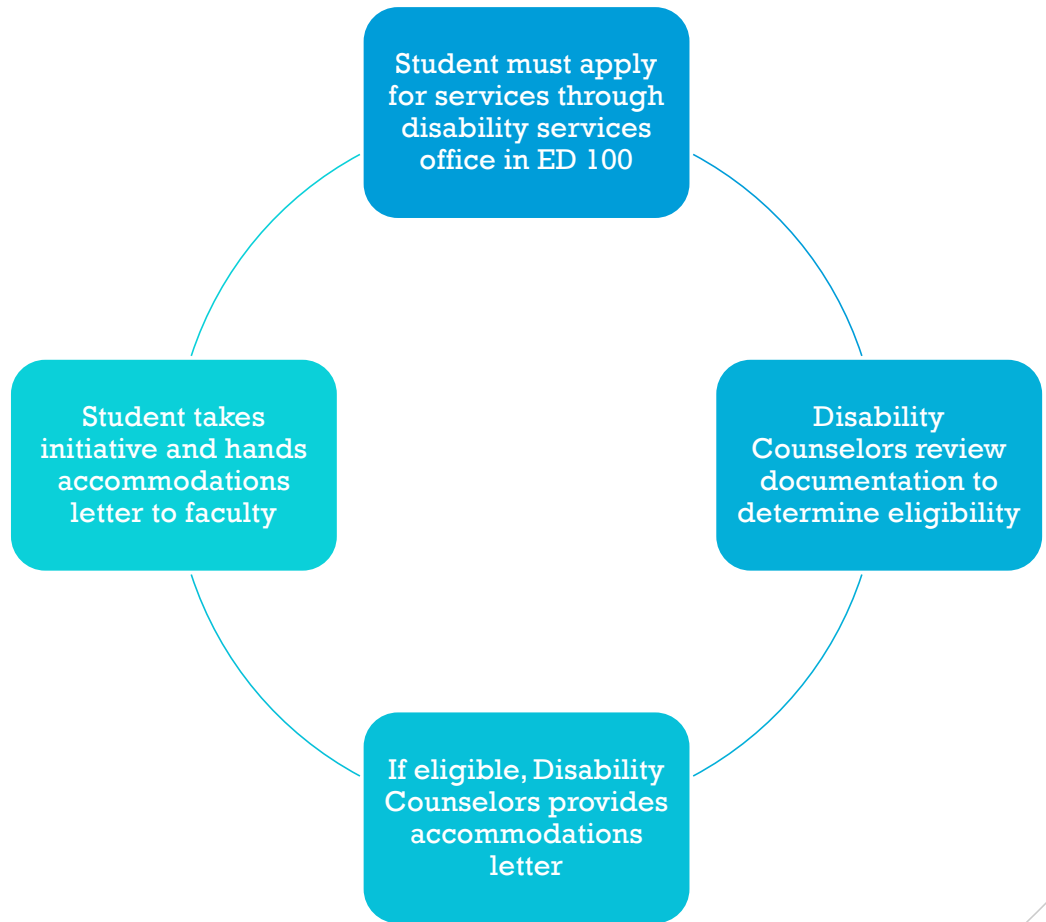 Student must apply
for services through
disability services
office in ED 100
Disability
Counselors review
documentation to
determine eligibility
If eligible, Disability
Counselors provides
accommodations
letter
Student takes
initiative and hands
accommodations
letter to faculty